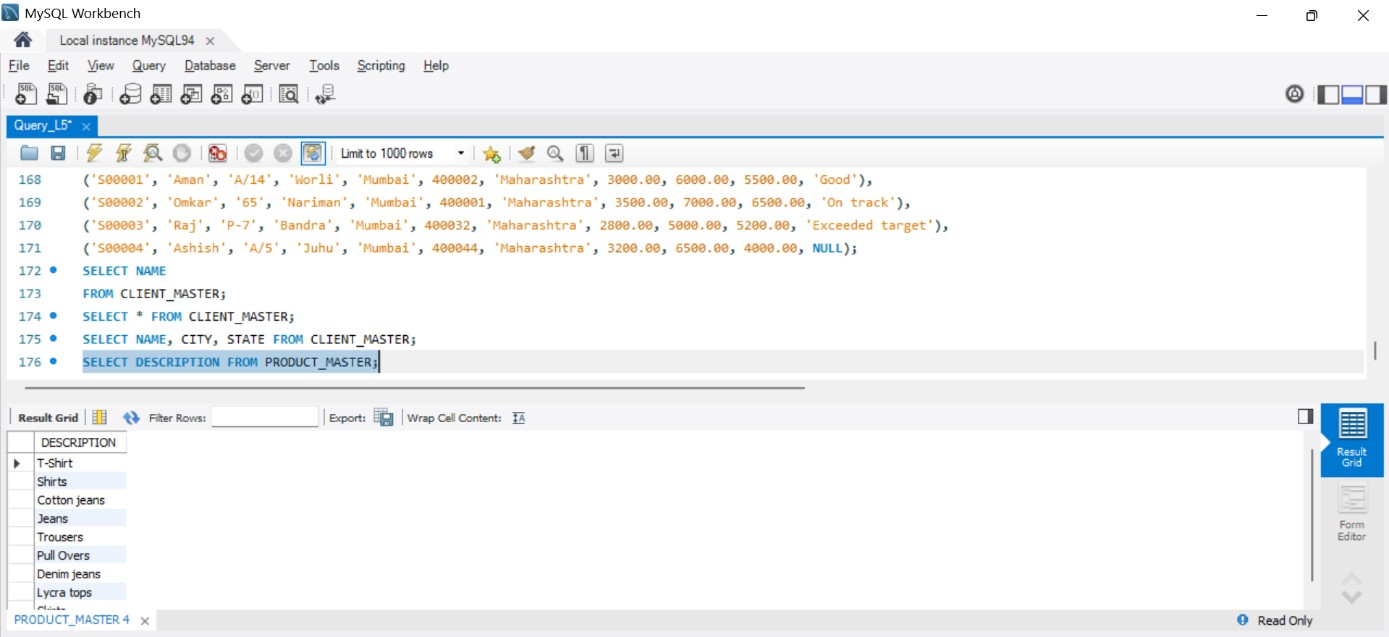 MySQL Workbench
Local instance MySQL94
File Edit View Query Database Server Tools Scripting Help
Query_L5*
Limit to 1000 rows
168 ('S00001', 'Aman', 'A/14', 'Worli', 'Mumbai', 400002, 'Maharashtra', 3000.00, 6000.00, 5500.00, 'Good'),
169 ('S00002', 'Omkar', '65', 'Nariman', 'Mumbai', 400001, 'Maharashtra', 3500.00, 7000.00, 6500.00, 'On track'),
170 ('S00003', 'Raj', 'P-7', 'Bandra', 'Mumbai', 400032, 'Maharashtra', 2800.00, 5000.00, 5200.00, 'Exceeded target'),
171 ('S00004', 'Ashish', 'A/5', 'Juhu', 'Mumbai', 400044, 'Maharashtra', 3200.00, 6500.00, 4000.00, NULL);
172 SELECT NAME
173 FROM CLIENT_MASTER;
174 SELECT * FROM CLIENT_MASTER;
175 SELECT NAME, CITY, STATE FROM CLIENT_MASTER;
176 SELECT DESCRIPTION FROM PRODUCT_MASTER;
Result Grid Filter Rows: Export: Wrap Cell Content:
DESCRIPTION
T-Shirt
Shirts
Cotton jeans
Jeans
Trousers
Pull Overs
Denim jeans
Lycra tops
Result
Grid
Form
Editor
PRODUCT_MASTER 4
Read Only